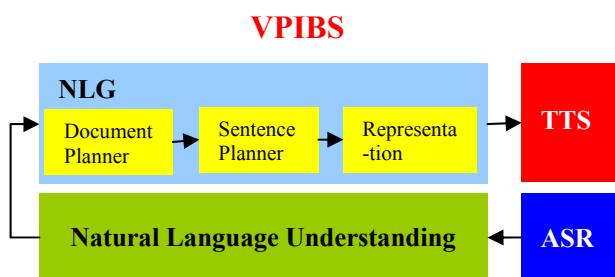 VPIBS
NLG
Document
Planner
Sentence
Planner
Representa
-tion
TTS
Natural Language Understanding
ASR